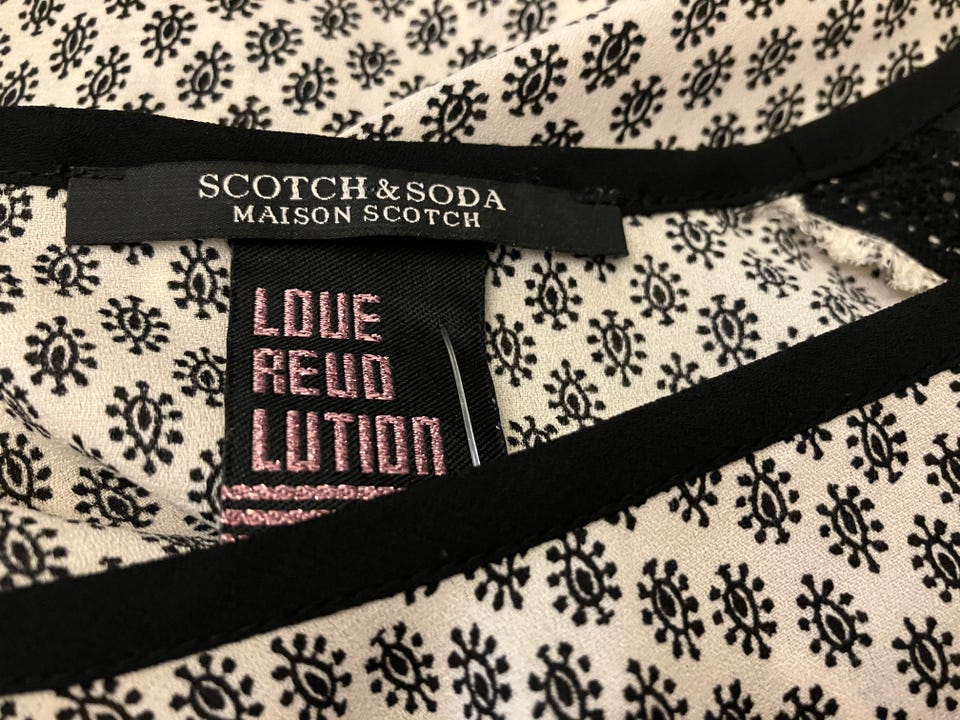 SCOTCH & SODA
MAISON SCOTCH
LOVE
REVO
LUTION